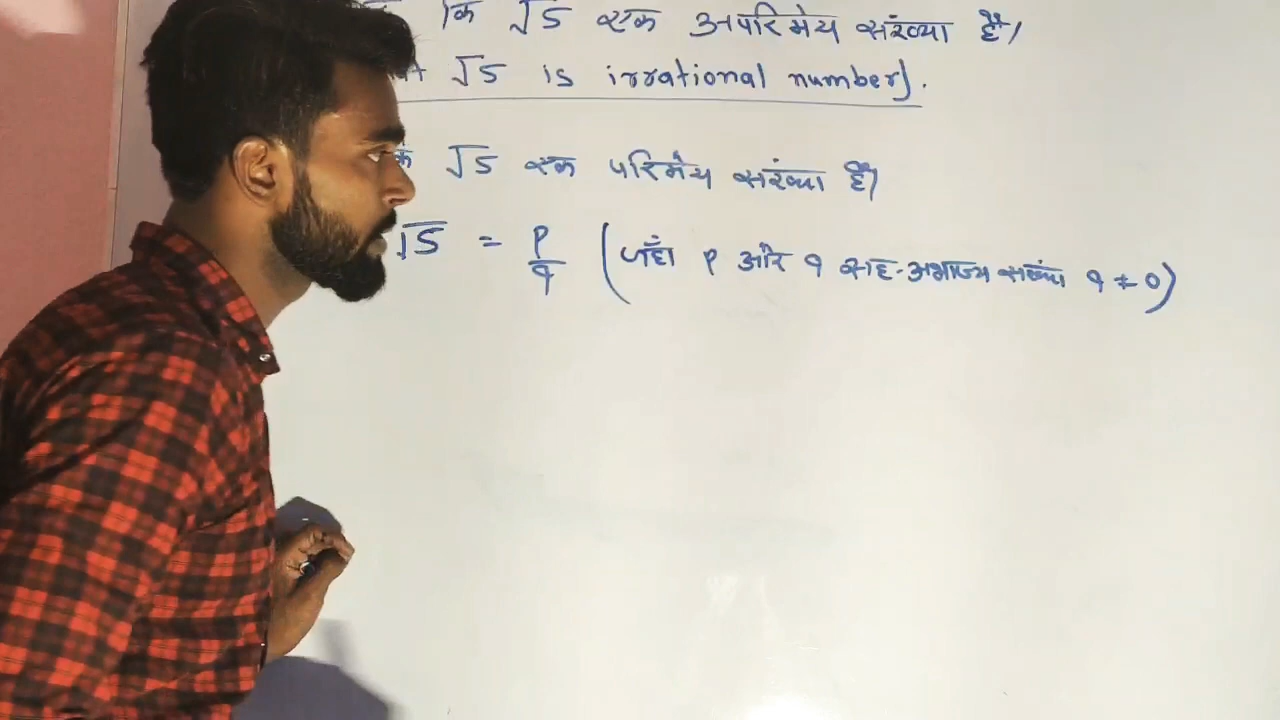 कि √5 एक अपरिमेय संख्या है।
√5 is irrational number].
√5 एक परिमेय संख्या है।
√5 = p/q (जहाँ p और q सह-अभाज्य संख्या q ≠ 0)